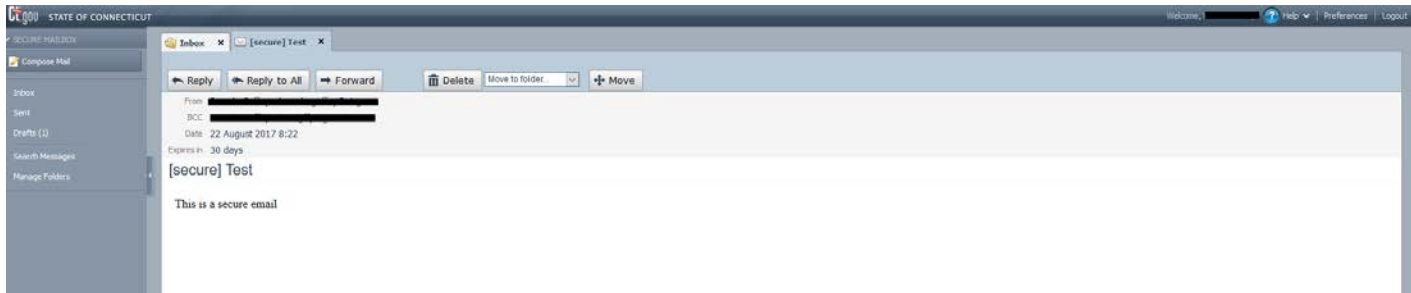 CT.gov STATE OF CONNECTICUT
Welcome, Help | Preferences | Logout
SECURE MAILBOX
Compose Mail
Inbox
Sent
Drafts (1)
Search Messages
Manage Folders
Inbox X [secure] Test X
Reply Reply to All Forward Delete Move to folder... Move
From
BCC
Date 22 August 2017 8:22
Expires in 30 days
[secure] Test
This is a secure email